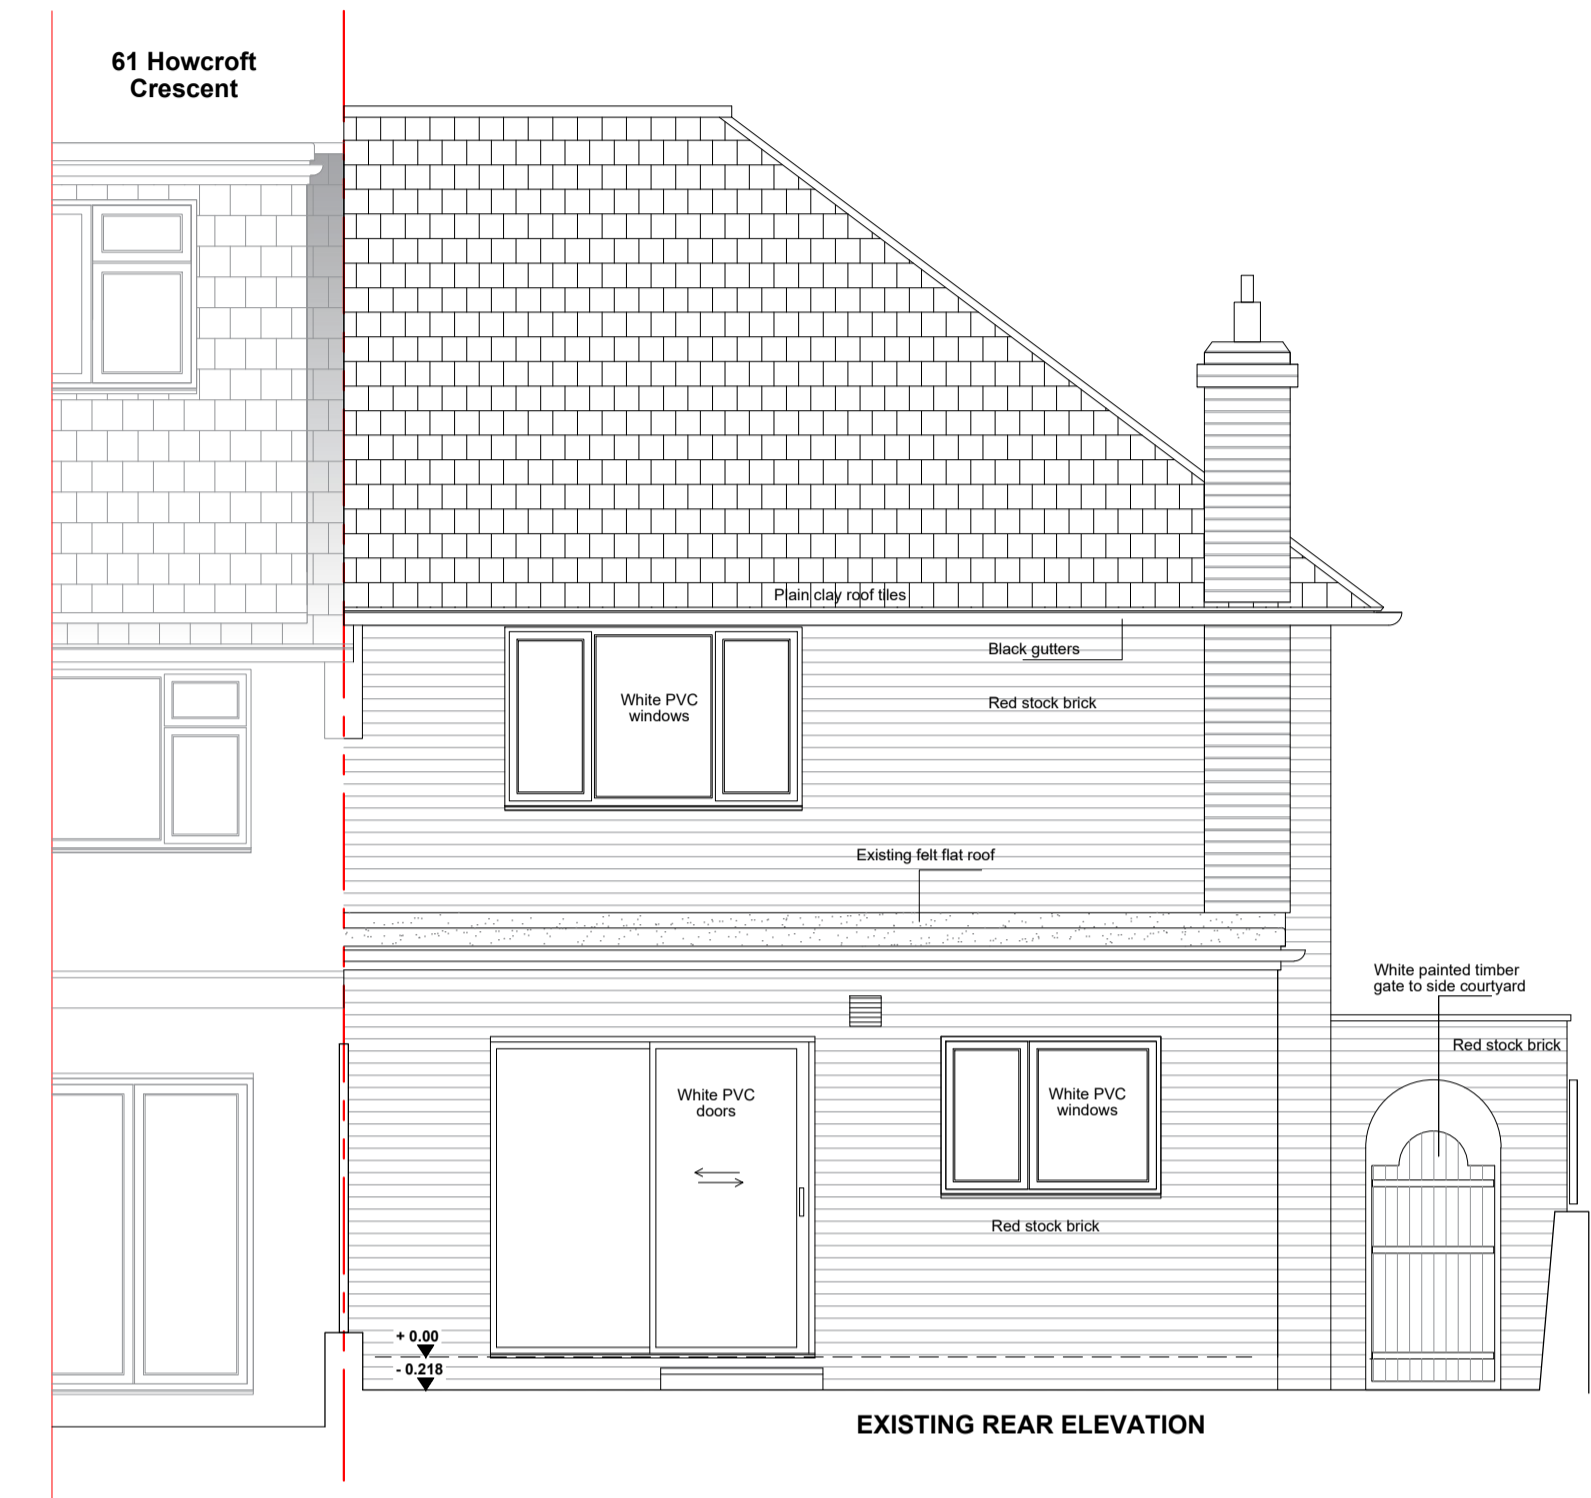 61 Howcroft
Crescent
Plain clay roof tiles
Black gutters
White PVC
windows
Red stock brick
Existing felt flat roof
White painted timber
gate to side courtyard
Red stock brick
White PVC
doors
White PVC
windows
Red stock brick
+ 0.00
- 0.218
EXISTING REAR ELEVATION